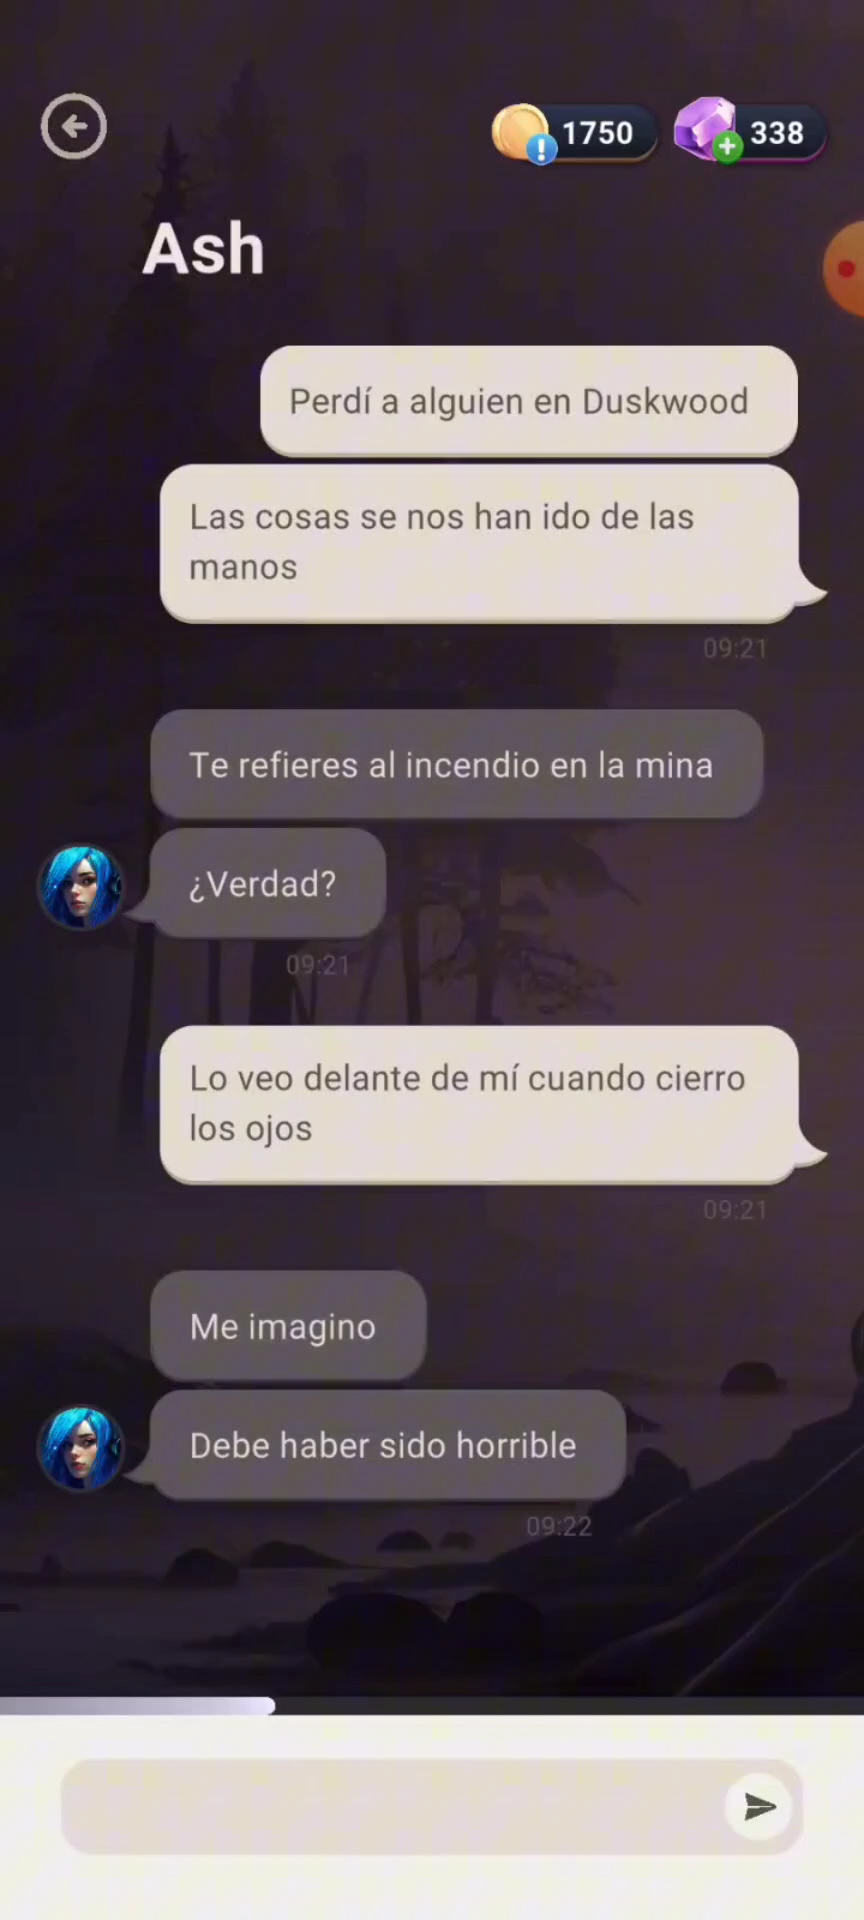 1750
338
Ash
Perdí a alguien en Duskwood
Las cosas se nos han ido de las
manos
09:21
Te refieres al incendio en la mina
¿Verdad?
09:21
Lo veo delante de mí cuando cierro
los ojos
09:21
Me imagino
Debe haber sido horrible
09:22